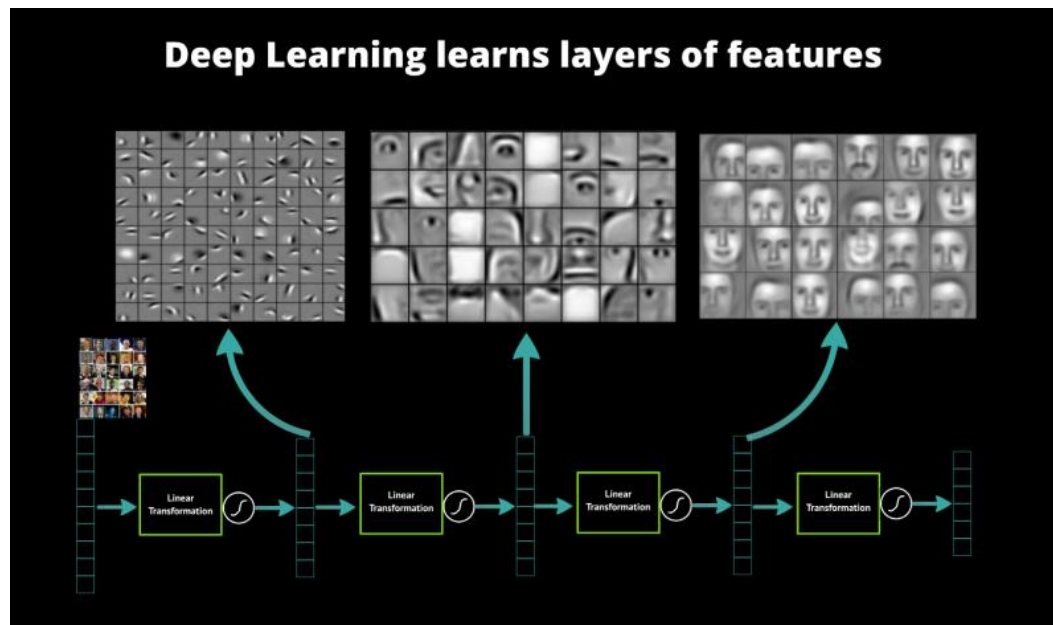 Deep Learning learns layers of features
Linear
Transformation
Linear
Transformation
Linear
Transformation
Linear
Transformation